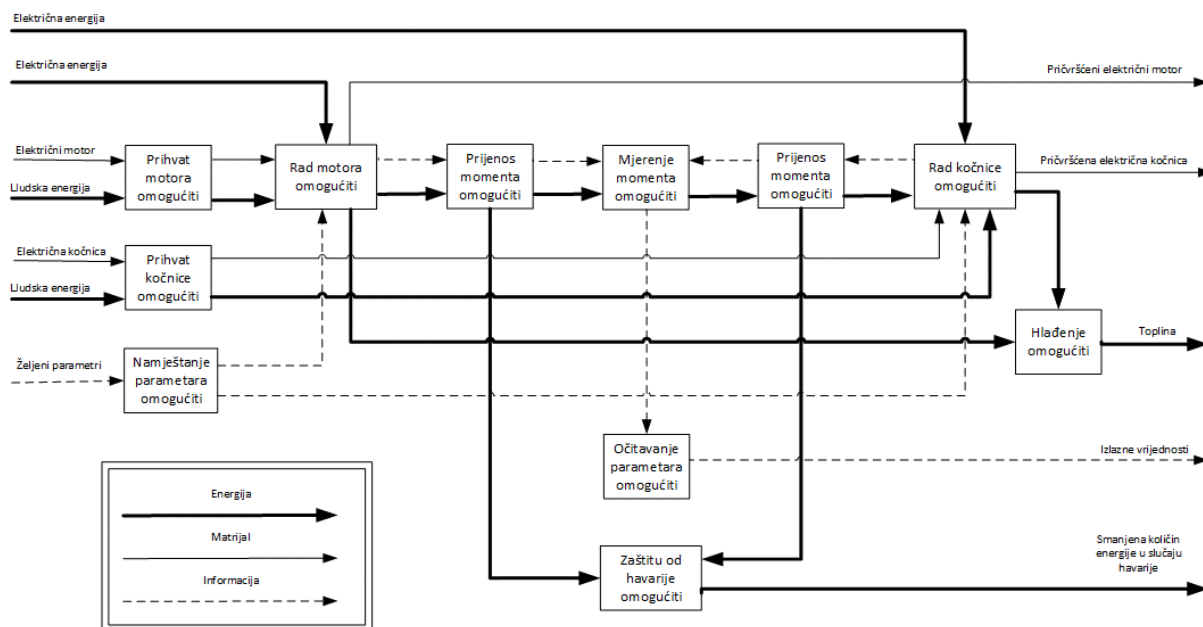 Električna energija
Električna energija
Pričvršćeni električni motor
Električni motor
Prihvat
motora
omogućiti
Rad motora
omogućiti
Prijenos
momenta
omogućiti
Mjerenje
momenta
omogućiti
Prijenos
momenta
omogućiti
Rad kočnice
omogućiti
Pričvršćena električna kočnica
Ljudska energija
Električna kočnica
Prihvat
kočnice
omogućiti
Ljudska energija
Hlađenje
omogućiti
Toplina
Željeni parametri
Namještanje
parametara
omogućiti
Očitavanje
parametara
omogućiti
Izlazne vrijednosti
Energija
Matrijal
Informacija
Zaštitu od
havarije
omogućiti
Smanjena količin
energije u slučaju
havarije